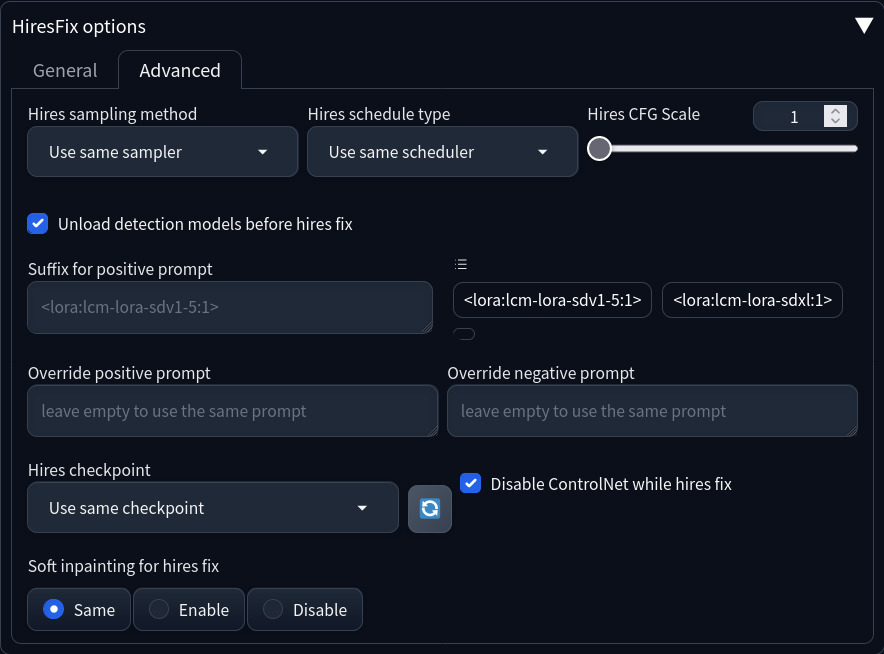 HiresFix options
General
Advanced
Hires sampling method
Hires schedule type
Hires CFG Scale
1
Use same sampler
Use same scheduler
Unload detection models before hires fix
Suffix for positive prompt
<lora:lcm-lora-sdv1-5:1>
<lora:lcm-lora-sdv1-5:1>
<lora:lcm-lora-sdxl:1>
Override positive prompt
Override negative prompt
leave empty to use the same prompt
leave empty to use the same prompt
Hires checkpoint
Use same checkpoint
Disable ControlNet while hires fix
Soft inpainting for hires fix
Same
Enable
Disable